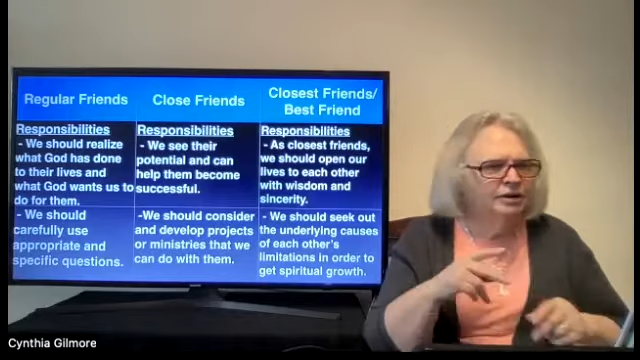 Regular Friends
Responsibilities
- We should realize
what God has done
to their lives and
what God wants us to
do for them.
- We should
carefully use
appropriate and
specific questions.
Close Friends
Responsibilities
- We see their
potential and can
help them become
successful.
-We should consider
and develop projects
or ministries that we
can do with them.
Closest Friends/
Best Friend
Responsibilities
- As closest friends,
we should open our
lives to each other
with wisdom and
sincerity.
- We should seek out
the underlying causes
of each other's
limitations in order to
get spiritual growth.
Cynthia Gilmore